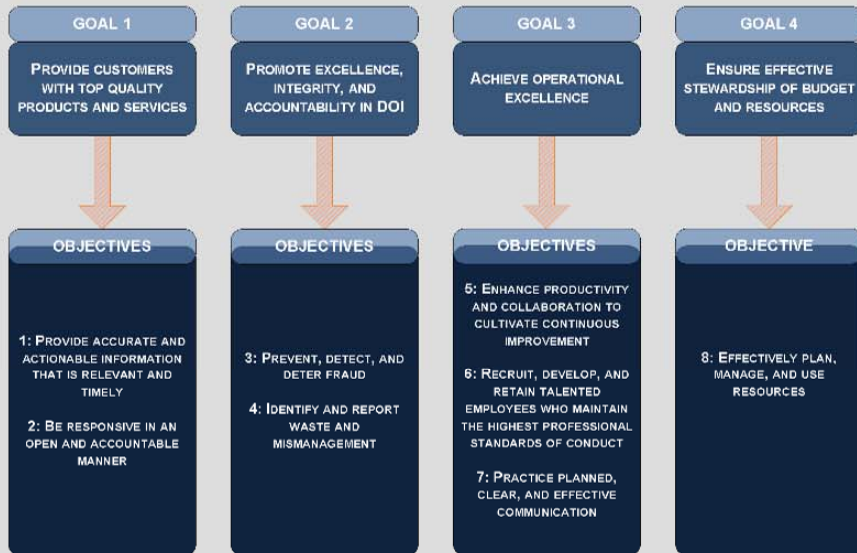 GOAL 1
PROVIDE CUSTOMERS
WITH TOP QUALITY
PRODUCTS AND SERVICES
OBJECTIVES
1: PROVIDE ACCURATE AND
ACTIONABLE INFORMATION
THAT IS RELEVANT AND
TIMELY
2: BE RESPONSIVE IN AN
OPEN AND ACCOUNTABLE
MANNER
GOAL 2
PROMOTE EXCELLENCE,
INTEGRITY, AND
ACCOUNTABILITY IN DOI
OBJECTIVES
3: PREVENT, DETECT, AND
DETER FRAUD
4: IDENTIFY AND REPORT
WASTE AND
MISMANAGEMENT
GOAL 3
ACHIEVE OPERATIONAL
EXCELLENCE
OBJECTIVES
5: ENHANCE PRODUCTIVITY
AND COLLABORATION TO
CULTIVATE CONTINUOUS
IMPROVEMENT
6: RECRUIT, DEVELOP, AND
RETAIN TALENTED
EMPLOYEES WHO MAINTAIN
THE HIGHEST PROFESSIONAL
STANDARDS OF CONDUCT
7: PRACTICE PLANNED,
CLEAR, AND EFFECTIVE
COMMUNICATION
GOAL 4
ENSURE EFFECTIVE
STEWARDSHIP OF BUDGET
AND RESOURCES
OBJECTIVE
8: EFFECTIVELY PLAN,
MANAGE, AND USE
RESOURCES